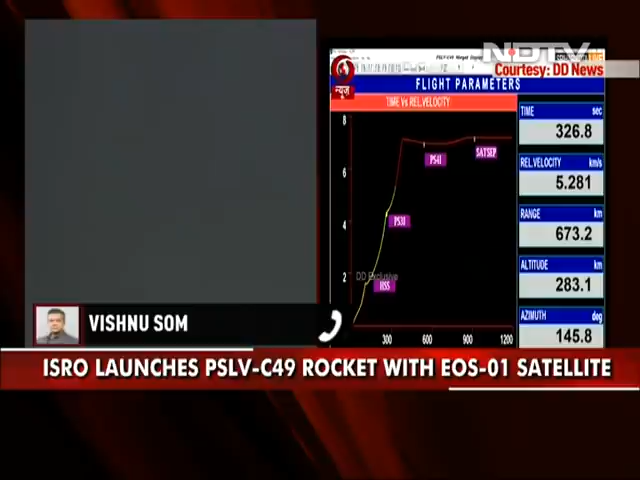 NDTV
LIVE
Courtesy: DD News
न्यूज़
FLIGHT PARAMETERS
TIME Vs REL.VELOCITY
8
6
4
2
300
600
900
1200
HSS
PS3I
PS4I
SATSEP
DD Exclusive
TIME sec
326.8
REL.VELOCITY km/s
5.281
RANGE km
673.2
ALTITUDE km
283.1
AZIMUTH deg
145.8
VISHNU SOM
ISRO LAUNCHES PSLV-C49 ROCKET WITH EOS-01 SATELLITE